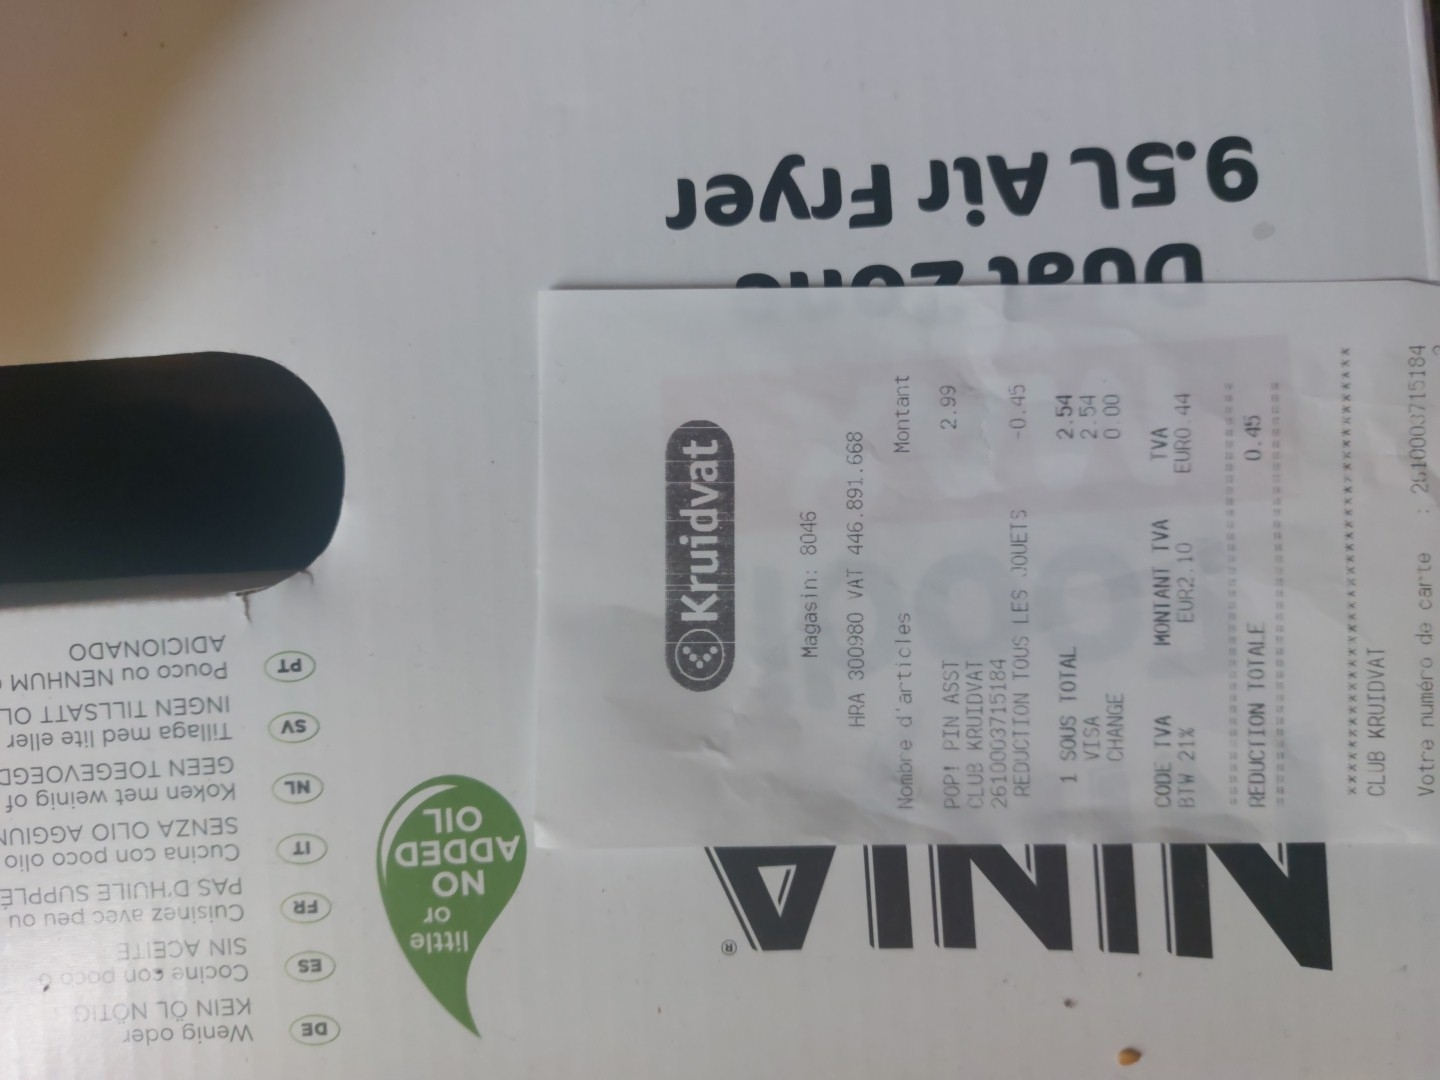 Kruidvat
Magasin: 8046
HRA 300980 VAT 446.891.668
Nombre d'articles Montant
POP! PIN ASST 2.99
CLUB KRUIDVAT
2610003715184
REDUCTION TOUS LES JOUETS -0.45
1 SOUS TOTAL 2.54
VISA 2.54
CHANGE 0.00
CODE TVA MONTANT TVA TVA
BTW 21% EUR2.10 EURO.44
REDUCTION TOTALE 0.45
CLUB KRUIDVAT
Votre numéro de carte : 2610003715184
9.5L Air Fryer
Dual Zone
NINJA®
little
or
NO
ADDED
OIL
DE Wenig oder
KEIN ÖL NÖTIG
ES Cocine con poco o
SIN ACEITE
FR Cuisinez avec peu ou
PAS D'HUILE SUPPLÉ
IT Cucina con poco olio
SENZA OLIO AGGIUN
NL Koken met weinig of
GEEN TOEGEVOEGD
SV Tillaga med lite eller
INGEN TILLSATT OL
PT Pouco ou NENHUM
ADICIONADO